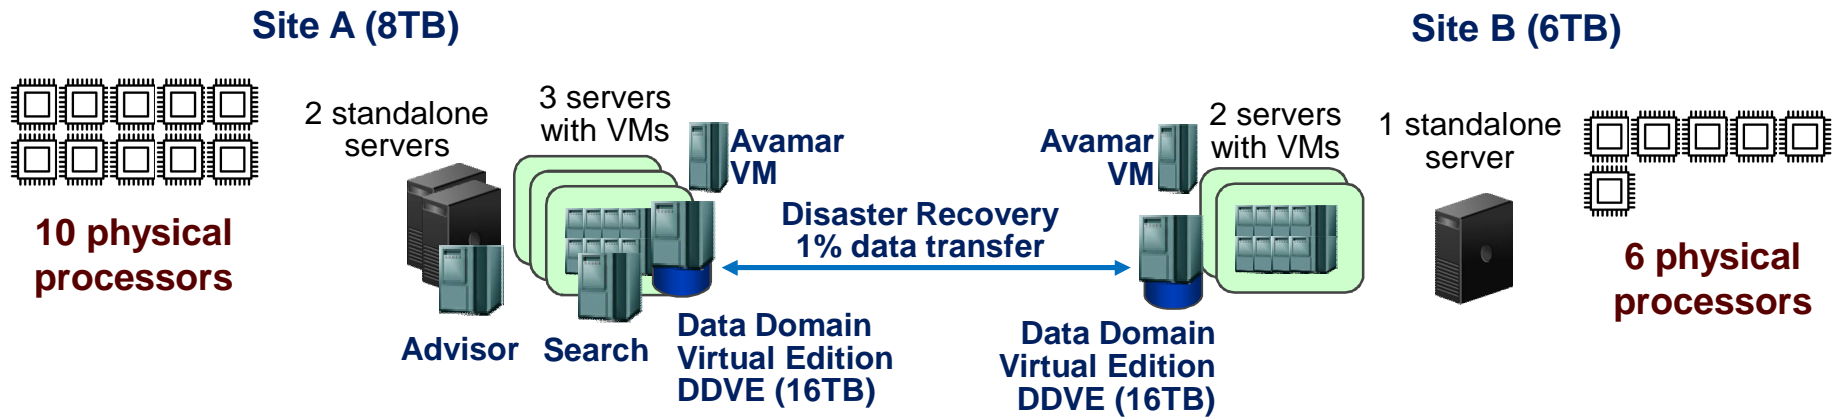 Site A (8TB)
Site B (6TB)
10 physical
processors
2 standalone
servers
3 servers
with VMs
Avamar
VM
Advisor
Search
Data Domain
Virtual Edition
DDVE (16TB)
Disaster Recovery
1% data transfer
Avamar
VM
2 servers
with VMs
1 standalone
server
Data Domain
Virtual Edition
DDVE (16TB)
6 physical
processors